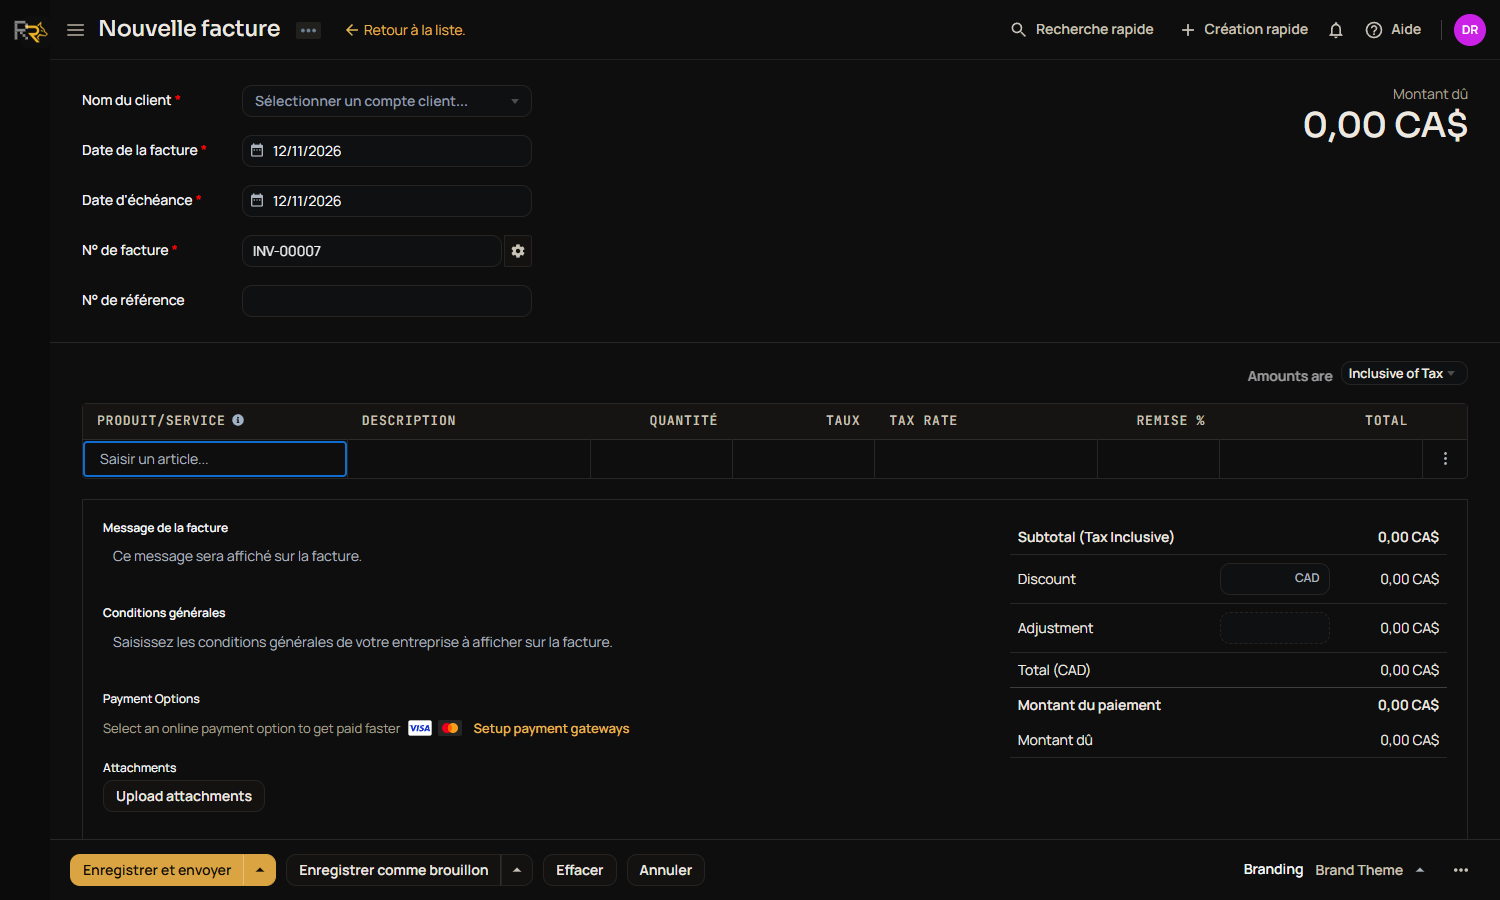 Nouvelle facture
Retour à la liste.
Recherche rapide
Création rapide
Aide
DR
Nom du client *
Sélectionner un compte client...
Montant dû
0,00 CA$
Date de la facture *
12/11/2026
Date d'échéance *
12/11/2026
N° de facture *
INV-00007
N° de référence
Amounts are
Inclusive of Tax
PRODUIT/SERVICE DESCRIPTION QUANTITÉ TAUX TAX RATE REMISE % TOTAL
Saisir un article...
Message de la facture
Ce message sera affiché sur la facture.
Conditions générales
Saisissez les conditions générales de votre entreprise à afficher sur la facture.
Payment Options
Select an online payment option to get paid faster VISA Setup payment gateways
Attachments
Upload attachments
Subtotal (Tax Inclusive) 0,00 CA$
Discount CAD 0,00 CA$
Adjustment 0,00 CA$
Total (CAD) 0,00 CA$
Montant du paiement 0,00 CA$
Montant dû 0,00 CA$
Enregistrer et envoyer
Enregistrer comme brouillon
Effacer
Annuler
Branding Brand Theme